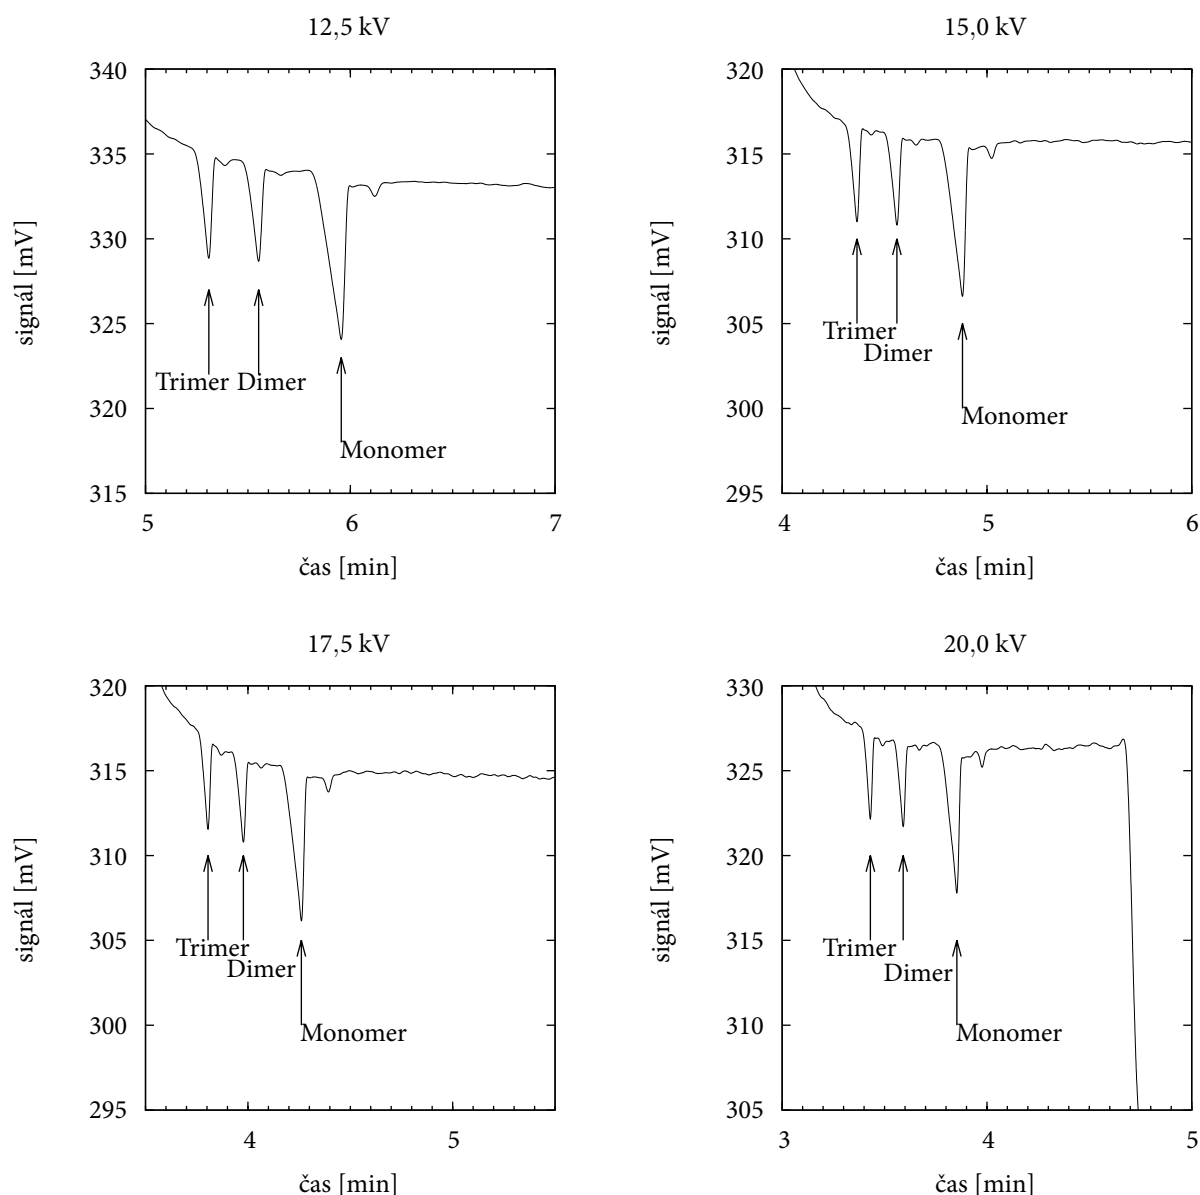 12,5 kV
340
335
330
325
320
315
signál [mV]
Trimer Dimer
Monomer
5 6 7
čas [min]
15,0 kV
320
315
310
305
300
295
signál [mV]
Trimer
Dimer
Monomer
4 5 6
čas [min]
17,5 kV
320
315
310
305
300
295
signál [mV]
Trimer
Dimer
Monomer
4 5
čas [min]
20,0 kV
330
325
320
315
310
305
signál [mV]
Trimer
Dimer
Monomer
3 4 5
čas [min]